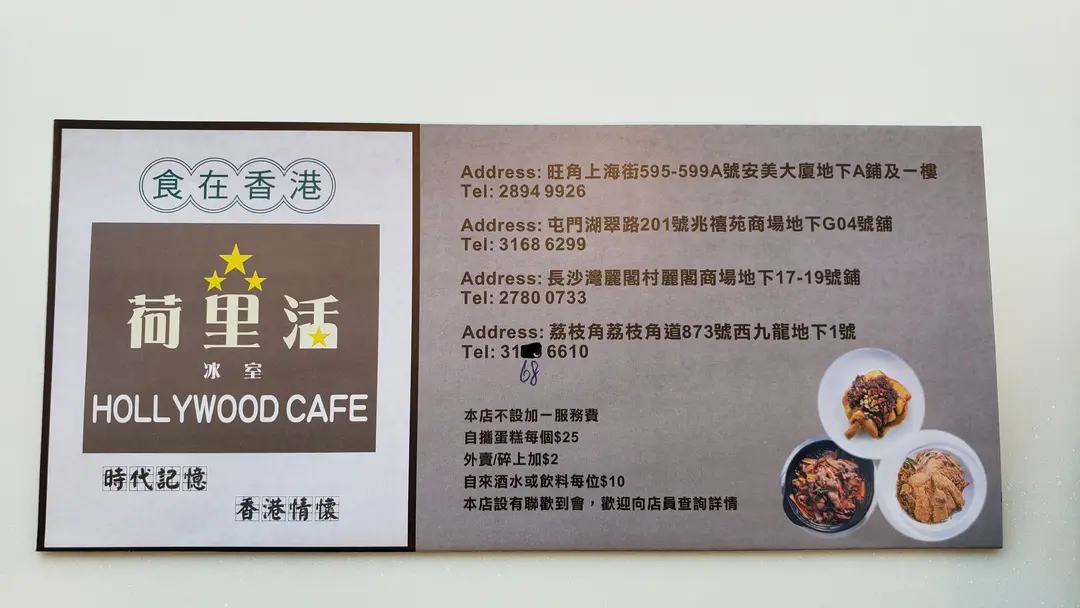 食在香港
荷里活
冰室
HOLLYWOOD CAFE
時代記憶
香港情懷
Address: 旺角上海街595-599A號安美大廈地下A鋪及一樓
Tel: 2894 9926
Address: 屯門湖翠路201號兆禧苑商場地下G04號舖
Tel: 3168 6299
Address: 長沙灣麗閣村麗閣商場地下17-19號鋪
Tel: 2780 0733
Address: 荔枝角荔枝角道873號西九龍地下1號
Tel: 31 6610
68
本店不設加一服務費
自攜蛋糕每個$25
外賣/碎上加$2
自來酒水或飲料每位$10
本店設有聯歡到會，歡迎向店員查詢詳情